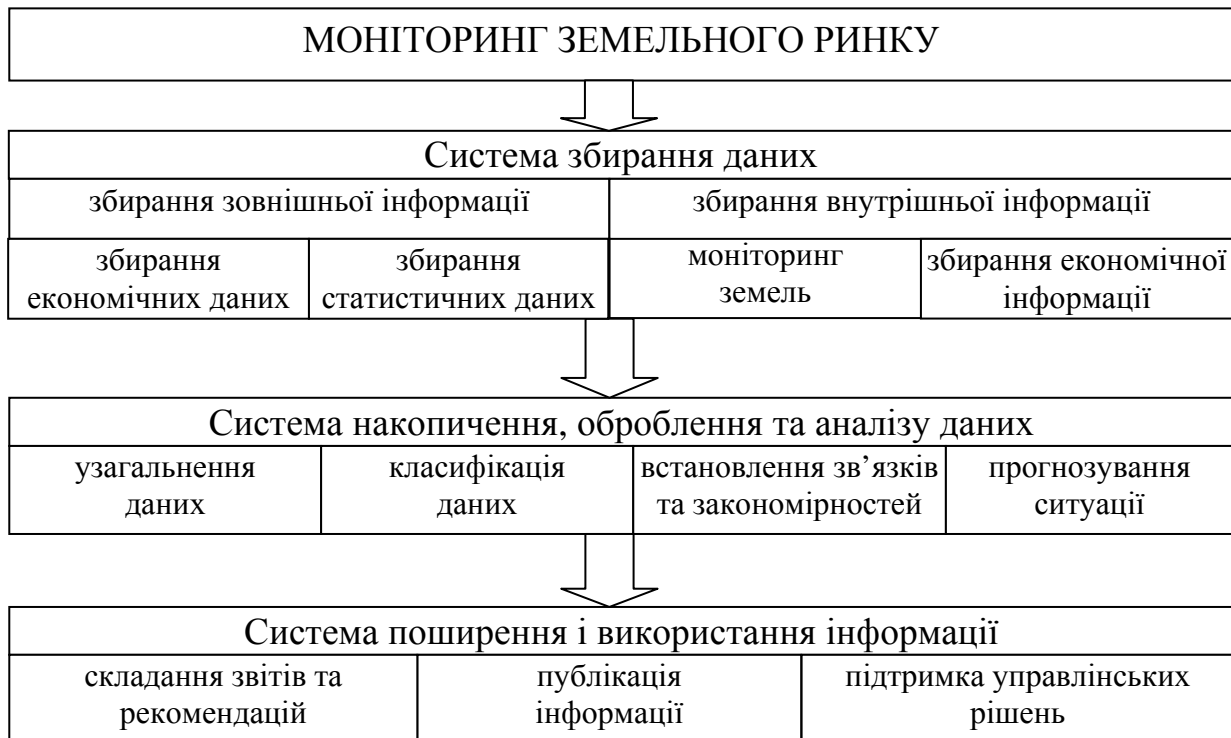 МОНІТОРИНГ ЗЕМЕЛЬНОГО РИНКУ
Система збирання даних
збирання зовнішньої інформації
збирання внутрішньої інформації
збирання
економічних даних
збирання
статистичних даних
моніторинг
земель
збирання економічної
інформації
Система накопичення, оброблення та аналізу даних
узагальнення
даних
класифікація
даних
встановлення зв’язків
та закономірностей
прогнозування
ситуації
Система поширення і використання інформації
складання звітів та
рекомендацій
публікація
інформації
підтримка управлінських
рішень